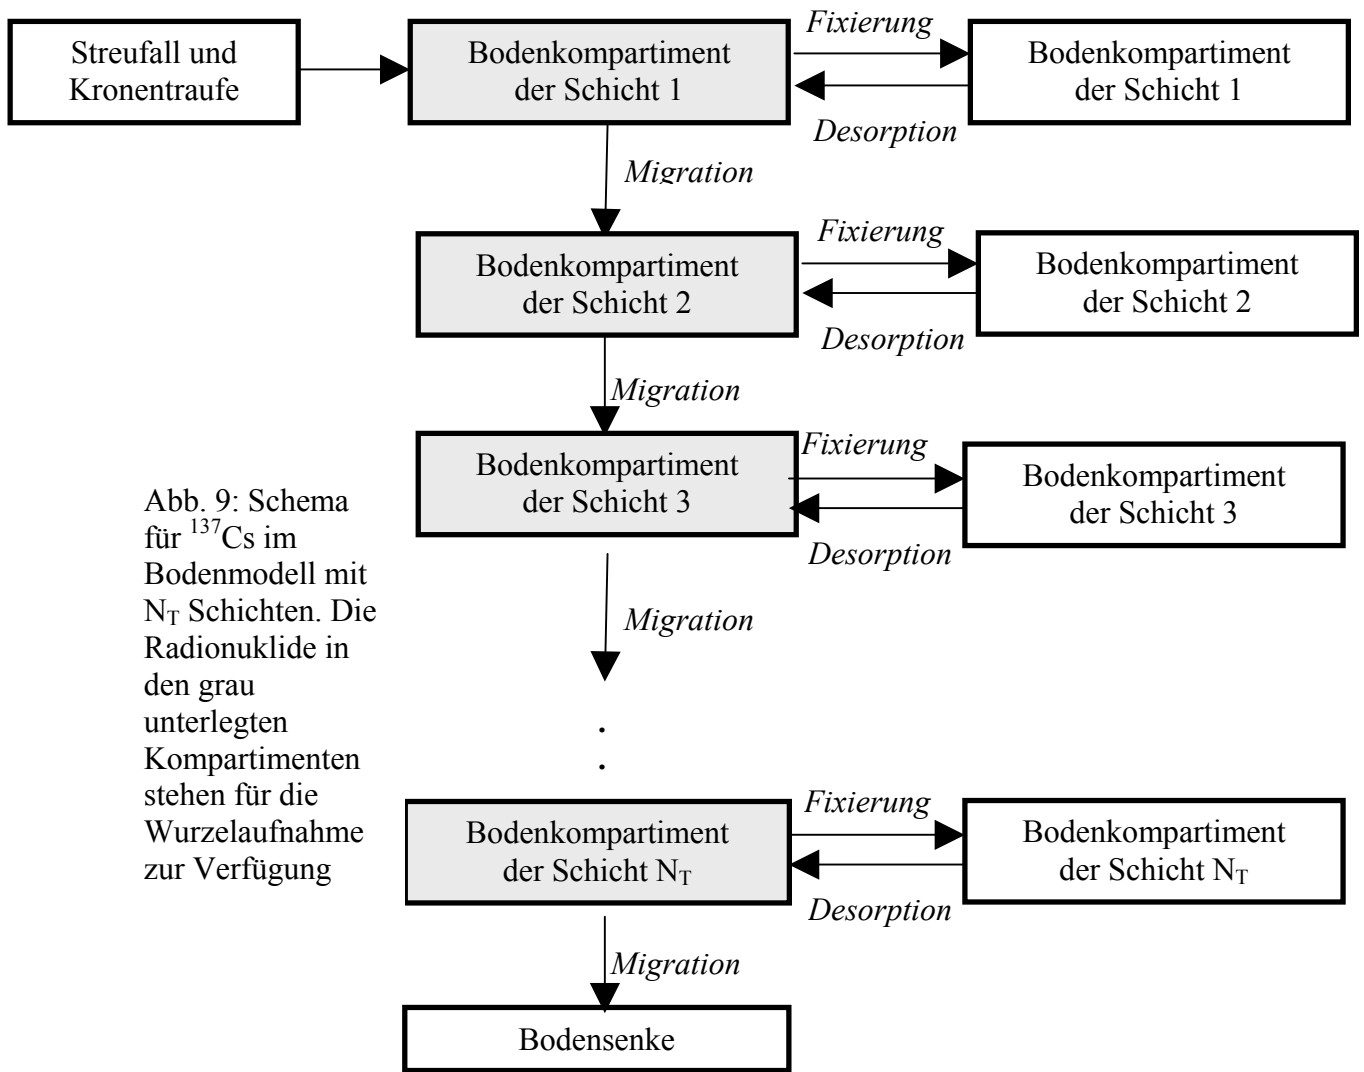 Streufall und
Kronentraufe
Bodenkompartiment
der Schicht 1
Fixierung
Desorption
Bodenkompartiment
der Schicht 1
Migration
Bodenkompartiment
der Schicht 2
Fixierung
Desorption
Bodenkompartiment
der Schicht 2
Migration
Bodenkompartiment
der Schicht 3
Fixierung
Desorption
Bodenkompartiment
der Schicht 3
Migration
Abb. 9: Schema
für ¹³⁷Cs im
Bodenmodell mit
N_T Schichten. Die
Radionuklide in
den grau
unterlegten
Kompartimenten
stehen für die
Wurzelaufnahme
zur Verfügung
.
.
Bodenkompartiment
der Schicht N_T
Fixierung
Desorption
Bodenkompartiment
der Schicht N_T
Migration
Bodensenke